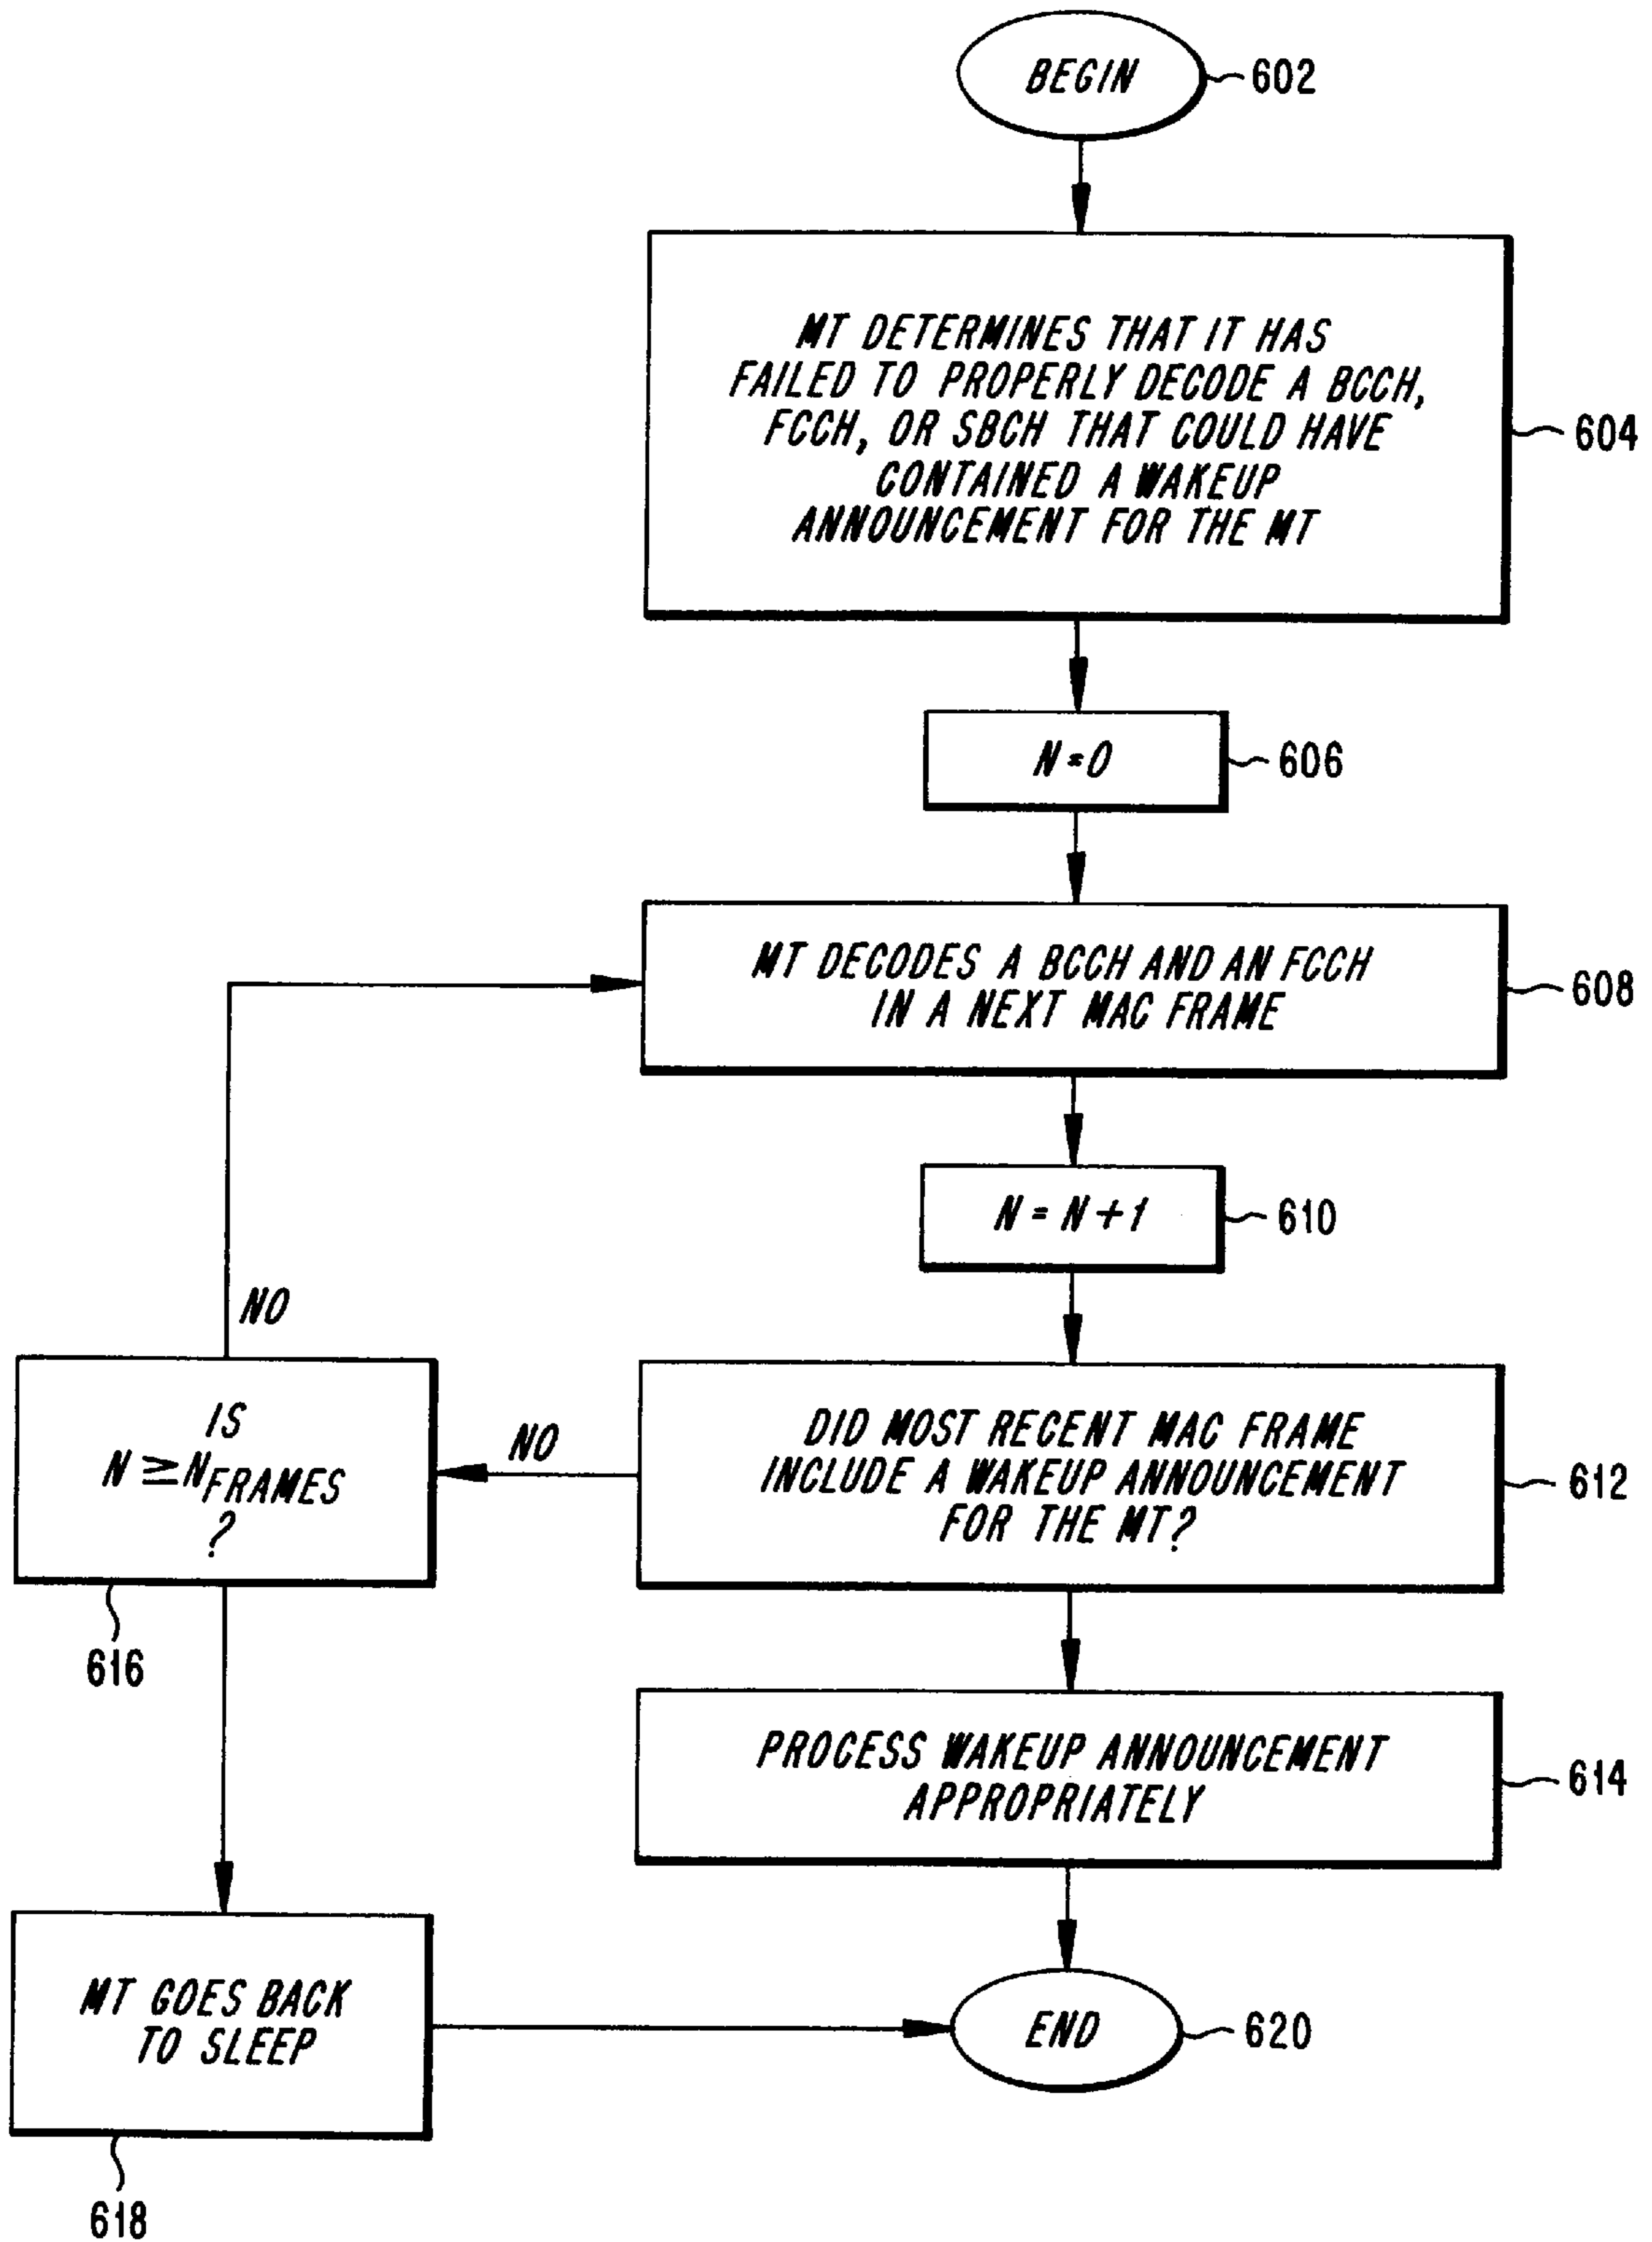 BEGIN
602
MT DETERMINES THAT IT HAS
FAILED TO PROPERLY DECODE A BCCH,
FCCH, OR SBCH THAT COULD HAVE
CONTAINED A WAKEUP
ANNOUNCEMENT FOR THE MT
604
N=0
606
MT DECODES A BCCH AND AN FCCH
IN A NEXT MAC FRAME
608
N = N+1
610
NO
IS
N ≥ NFRAMES
?
616
NO
DID MOST RECENT MAC FRAME
INCLUDE A WAKEUP ANNOUNCEMENT
FOR THE MT?
612
PROCESS WAKEUP ANNOUNCEMENT
APPROPRIATELY
614
MT GOES BACK
TO SLEEP
618
END
620